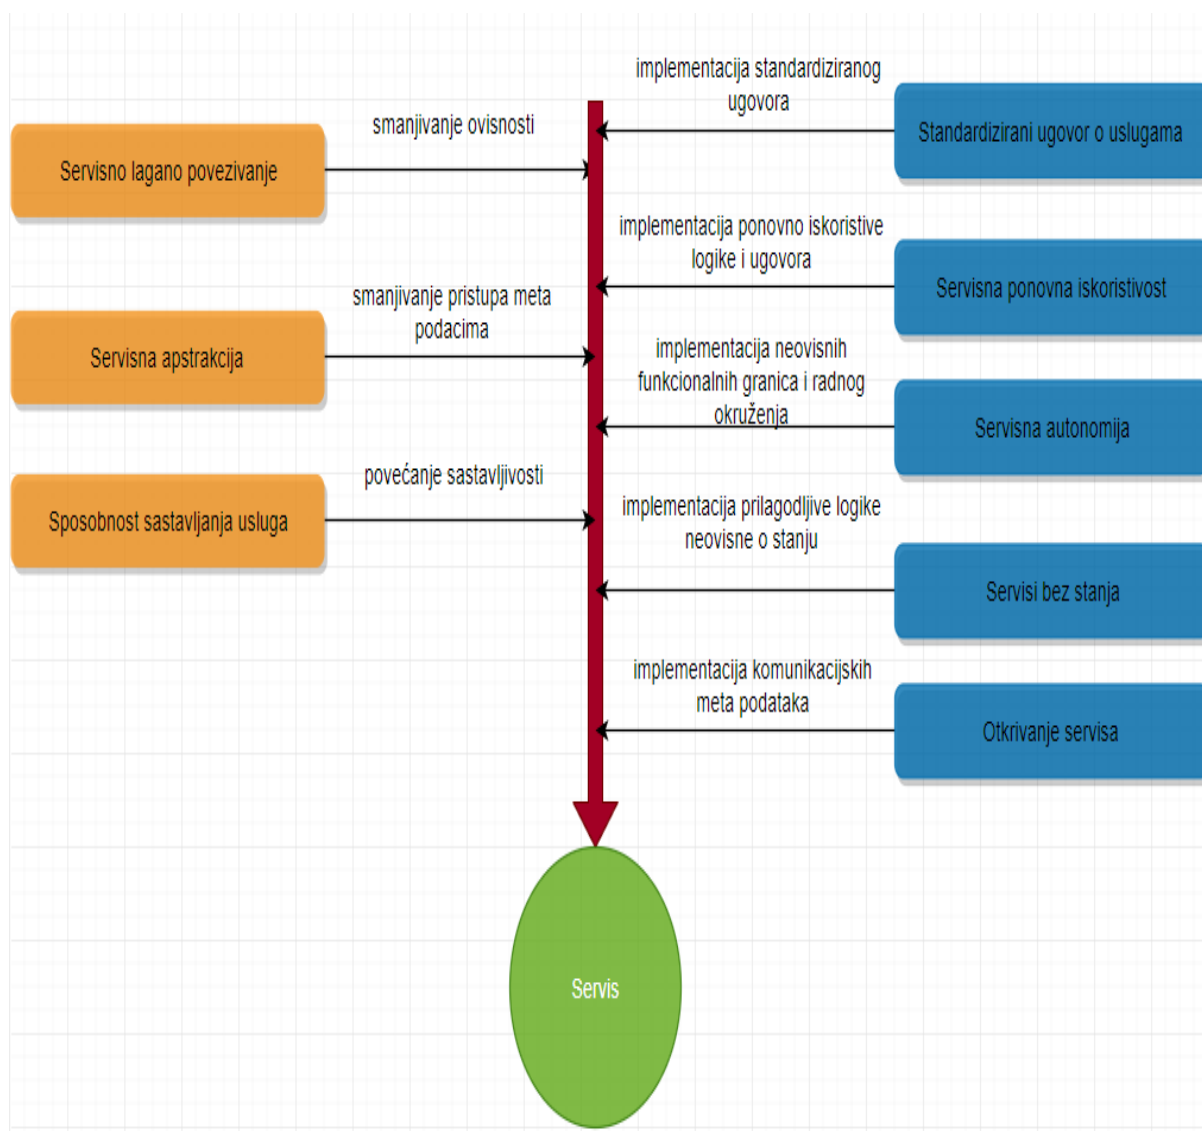 implementacija standardiziranog
ugovora
Standardizirani ugovor o uslugama
smanjivanje ovisnosti
Servisno lagano povezivanje
implementacija ponovno iskoristive
logike i ugovora
Servisna ponovna iskoristivost
smanjivanje pristupa meta
podacima
Servisna apstrakcija
implementacija neovisnih
funkcionalnih granica i radnog
okruženja
Servisna autonomija
povećanje sastavljivosti
Sposobnost sastavljanja usluga
implementacija prilagodljive logike
neovisne o stanju
Servisi bez stanja
implementacija komunikacijskih
meta podataka
Otkrivanje servisa
Servis